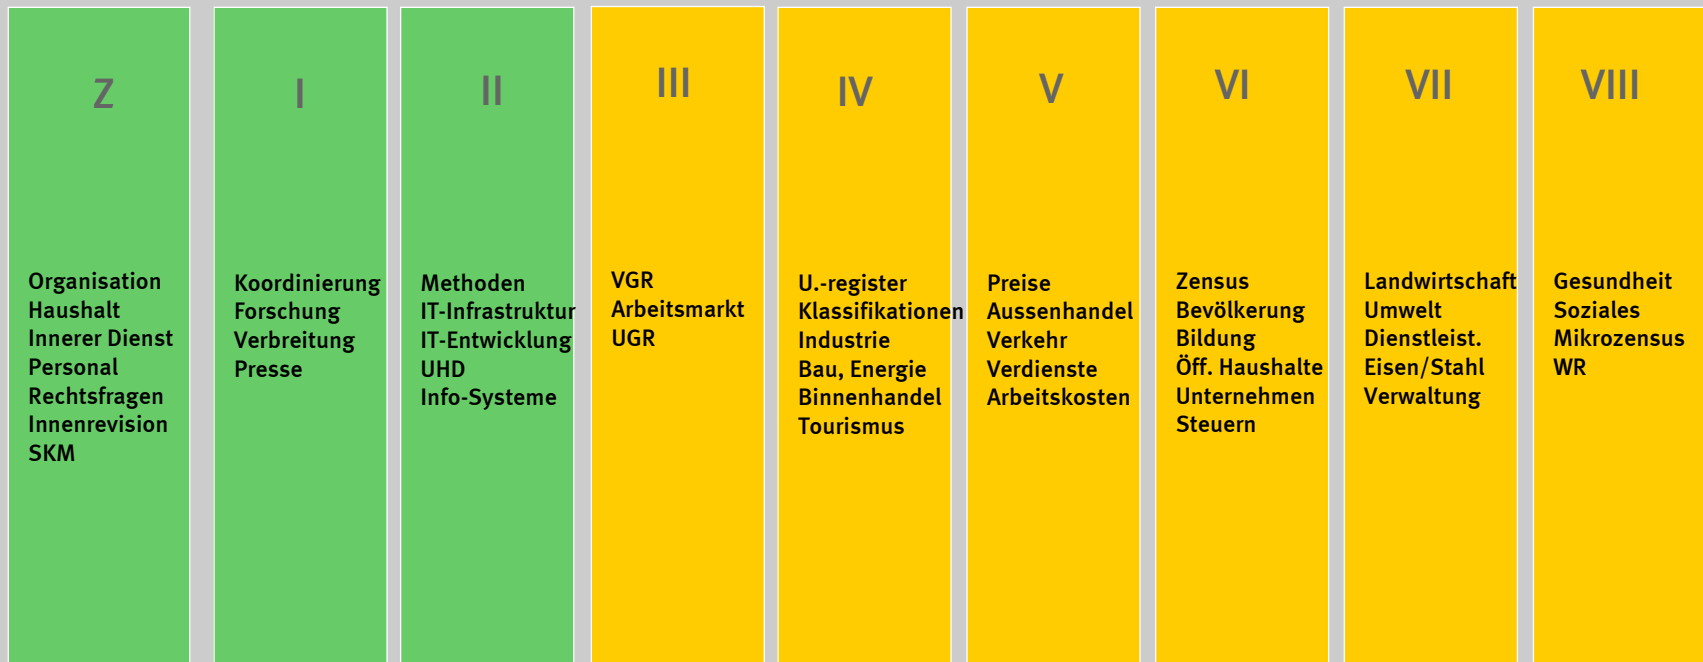 Z
Organisation
Haushalt
Innerer Dienst
Personal
Rechtsfragen
Innenrevision
SKM
I
Koordinierung
Forschung
Verbreitung
Presse
II
Methoden
IT-Infrastruktur
IT-Entwicklung
UHD
Info-Systeme
III
VGR
Arbeitsmarkt
UGR
IV
U.-register
Klassifikationen
Industrie
Bau, Energie
Binnenhandel
Tourismus
V
Preise
Aussenhandel
Verkehr
Verdienste
Arbeitskosten
VI
Zensus
Bevölkerung
Bildung
Öff. Haushalte
Unternehmen
Steuern
VII
Landwirtschaft
Umwelt
Dienstleist.
Eisen/Stahl
Verwaltung
VIII
Gesundheit
Soziales
Mikrozensus
WR